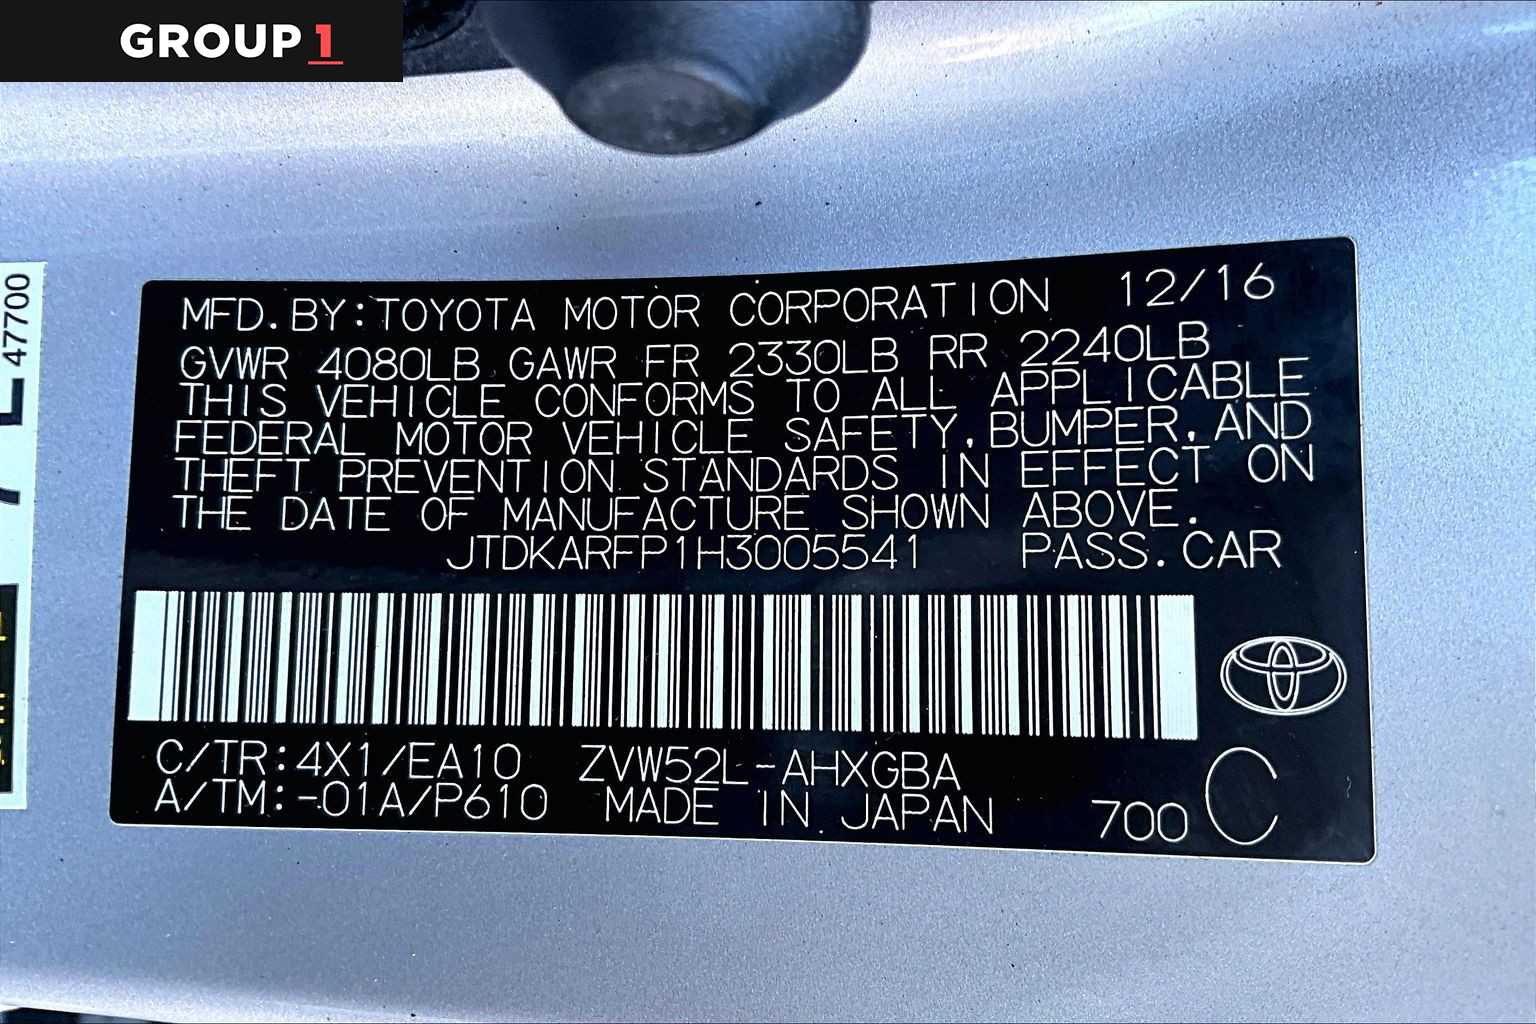 GROUP 1
47700
MFD. BY: TOYOTA MOTOR CORPORATION 12/16
GVWR 4080LB GAWR FR 2330LB RR 2240LB
THIS VEHICLE CONFORMS TO ALL APPLICABLE
FEDERAL MOTOR VEHICLE SAFETY, BUMPER, AND
THEFT PREVENTION STANDARDS IN EFFECT ON
THE DATE OF MANUFACTURE SHOWN ABOVE.
JTDKARFP1H3005541 PASS. CAR
C/TR: 4X1/EA10 ZVW52L-AHXGBA
A/TM: -01A/P610 MADE IN JAPAN 700 C